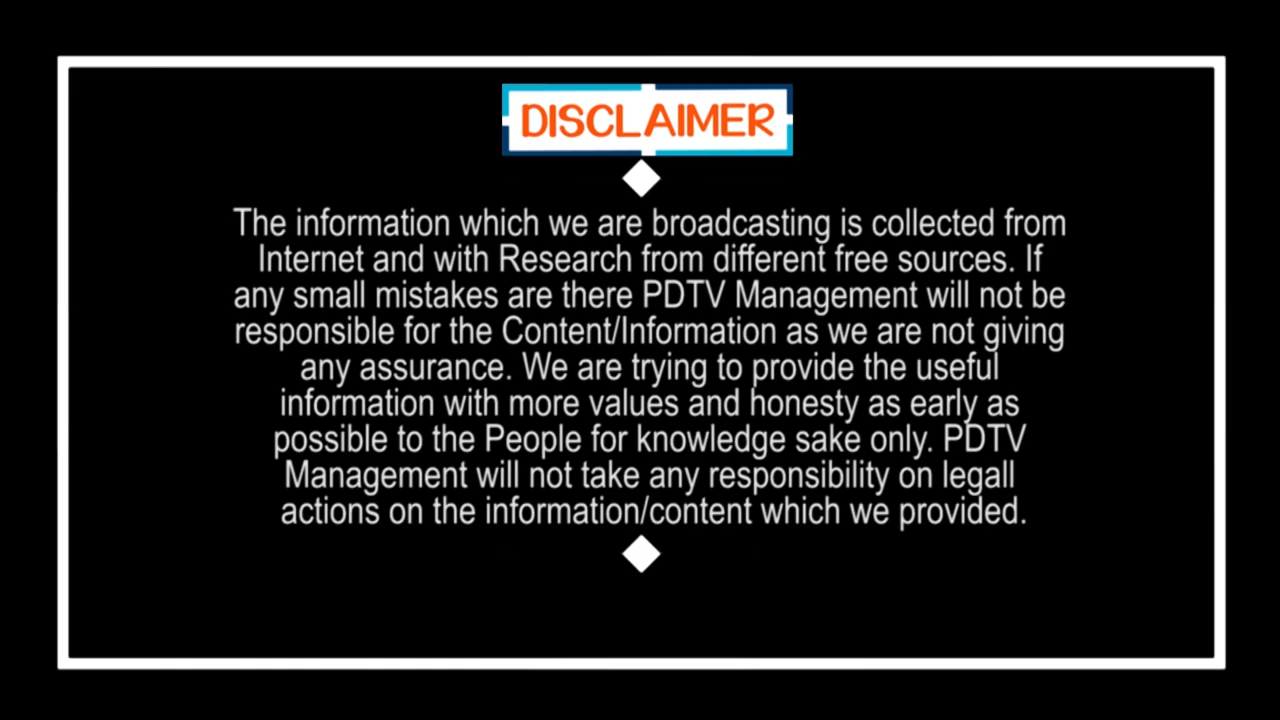 DISCLAIMER
The information which we are broadcasting is collected from
Internet and with Research from different free sources. If
any small mistakes are there PDTV Management will not be
responsible for the Content/Information as we are not giving
any assurance. We are trying to provide the useful
information with more values and honesty as early as
possible to the People for knowledge sake only. PDTV
Management will not take any responsibility on legall
actions on the information/content which we provided.